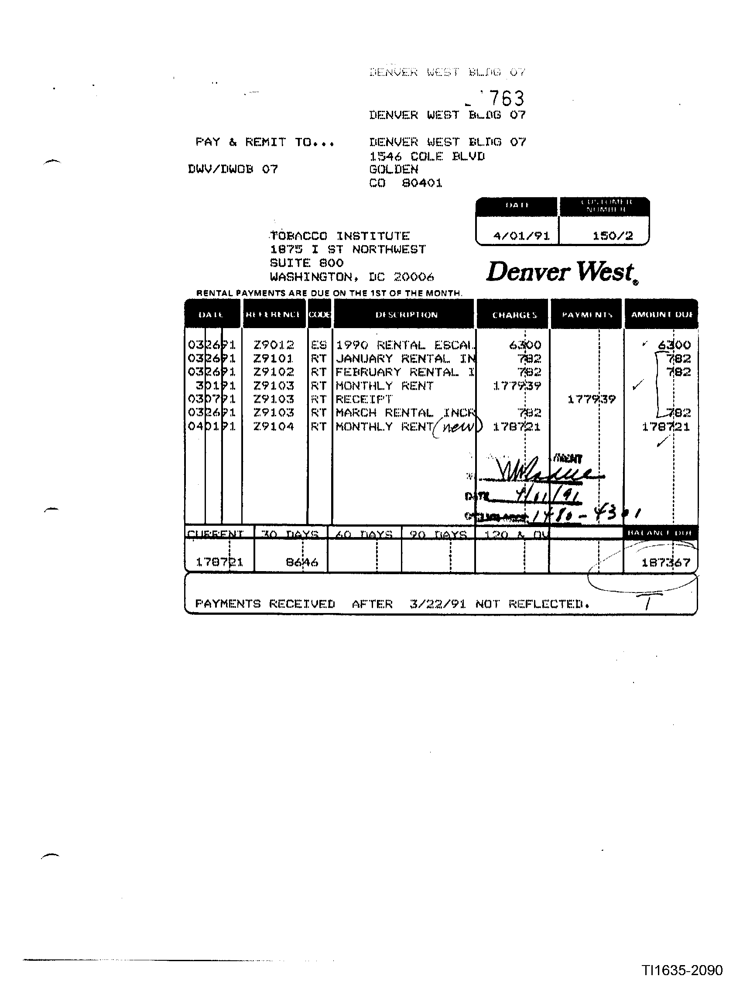 DENVER WEST BLDG 07
763
DENVER WEST BLDG 07
PAY & REMIT TO... DENVER WEST BLDG 07
1546 COLE BLVD
DWV/DWOB 07 GOLDEN
CO 80401
DATE CUSTOMER NUMBER
4/01/91 150/2
TOBACCO INSTITUTE
1875 I ST NORTHWEST
SUITE 800
WASHINGTON, DC 20006
Denver West
RENTAL PAYMENTS ARE DUE ON THE 1ST OF THE MONTH.
DATE REFERENCE CODE DESCRIPTION CHARGES PAYMENTS AMOUNT DUE
032691 Z9012 ES 1990 RENTAL ESCAL 6300 6300
032691 Z9101 RT JANUARY RENTAL IN 782 782
032691 Z9102 RT FEBRUARY RENTAL I 782 782
30191 Z9103 RT MONTHLY RENT 177939
030791 Z9103 RT RECEIPT 177939
032691 Z9103 RT MARCH RENTAL INCR 782 782
040191 Z9104 RT MONTHLY RENT (new) 178721 178721
DATE 4/11/91
1480-4301
CURRENT 30 DAYS 60 DAYS 90 DAYS 120 & OV BALANCE DUE
178721 8646 187367
PAYMENTS RECEIVED AFTER 3/22/91 NOT REFLECTED. T
TI1635-2090